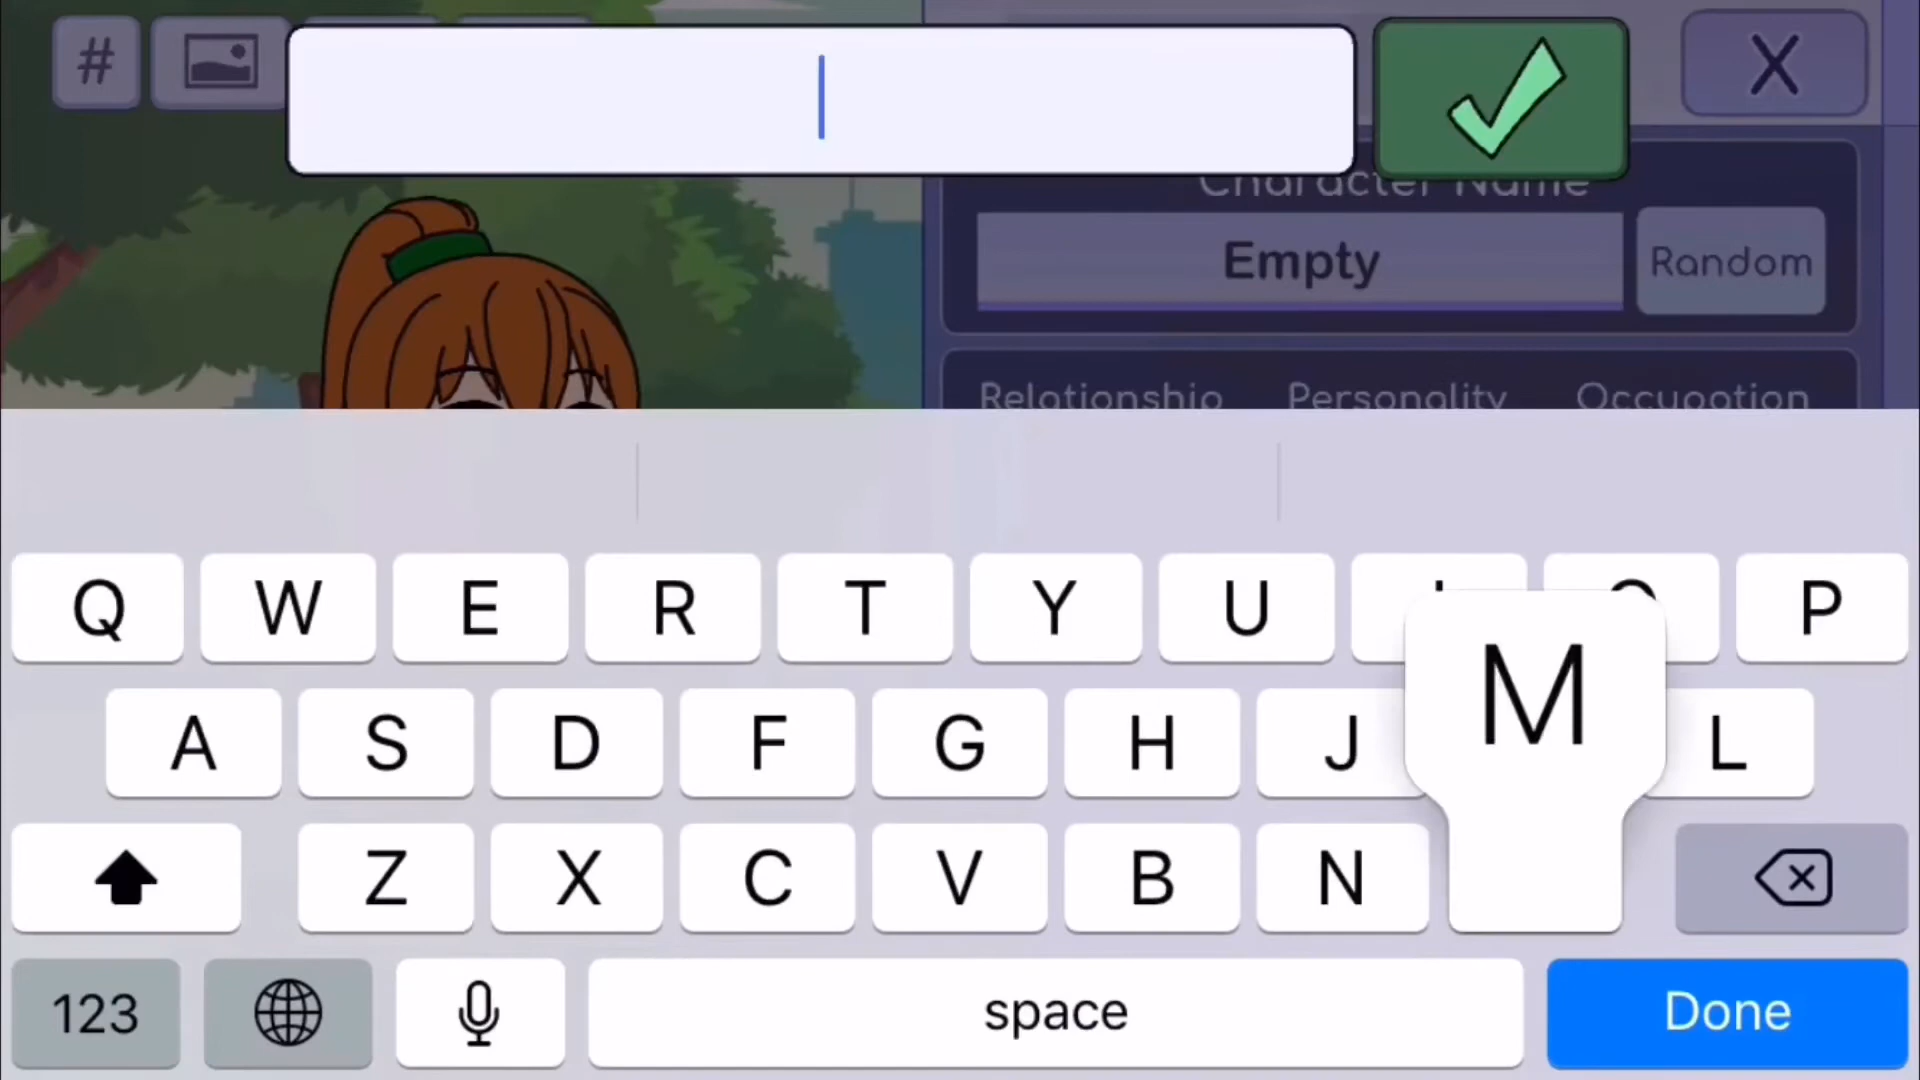 #
X
Character Name
Empty Random
Relationship Personality Occupation
Q W E R T Y U I O P
A S D F G H J L
M
Z X C V B N
123 space Done